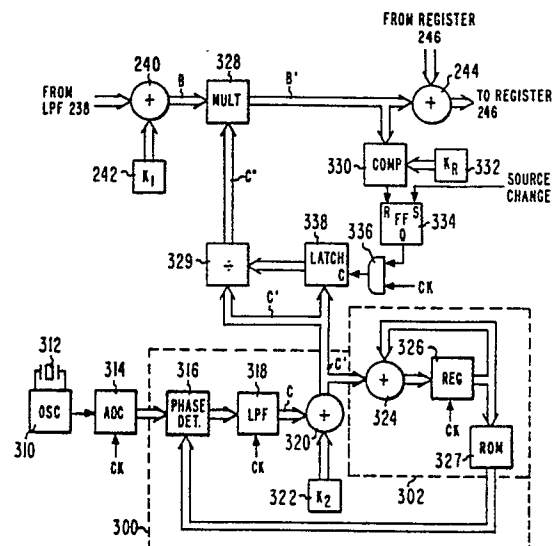 FROM REGISTER
246
240
328
244
FROM
LPF 238
+
B
MULT
B'
+
TO REGISTER
246
242
K1
330
COMP
KR
332
SOURCE
CHANGE
C"
338
336
R FF S
Q
334
329
÷
LATCH
C
CK
C'
312
314
316
318
C
C'
326
OSC
310
ADC
PHASE
DET.
LPF
+
320
+
324
REG
CK
CK
CK
322
K2
327
ROM
302
300